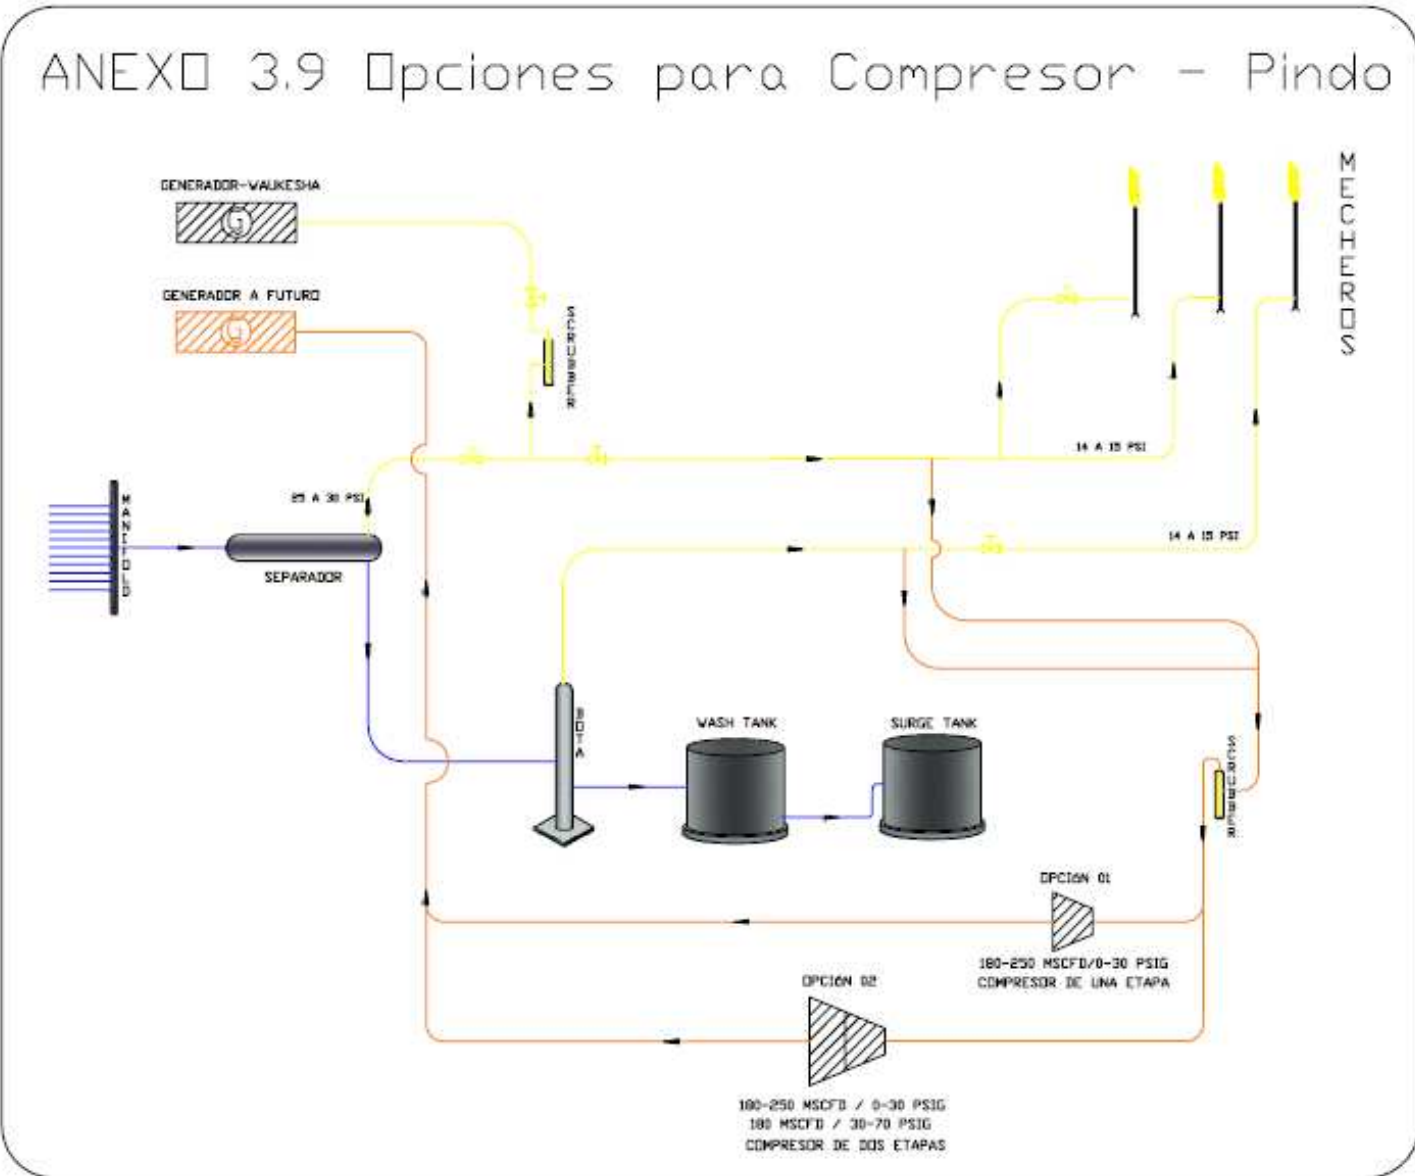 ANEXO 3.9 Opciones para Compresor - Pindo
GENERADOR-WAUKESHA
G
GENERADOR A FUTURO
G
SCRUBBER
MECHEROS
14 A 15 PSI
25 A 30 PSI
MANIFOLD
SEPARADOR
14 A 15 PSI
BOTA
WASH TANK
SURGE TANK
SCRUBBER
OPCIÓN 01
180-250 MSCFD/0-30 PSIG
COMPRESOR DE UNA ETAPA
OPCIÓN 02
180-250 MSCFD / 0-30 PSIG
180 MSCFD / 30-70 PSIG
COMPRESOR DE DOS ETAPAS